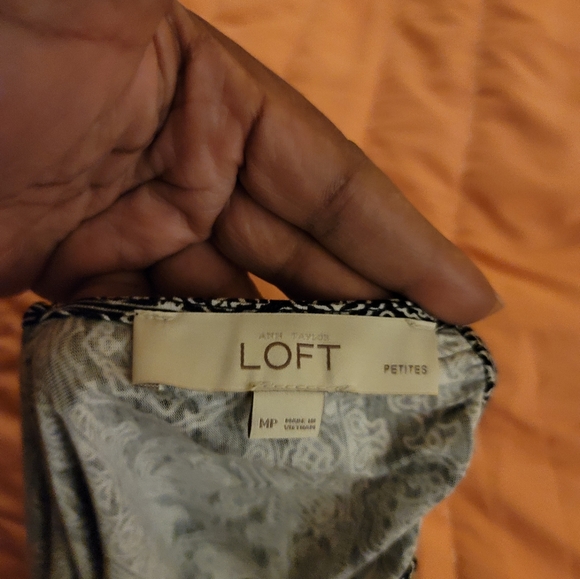 ANN TAYLOR
LOFT
PETITES
MP
MADE IN
VIETNAM